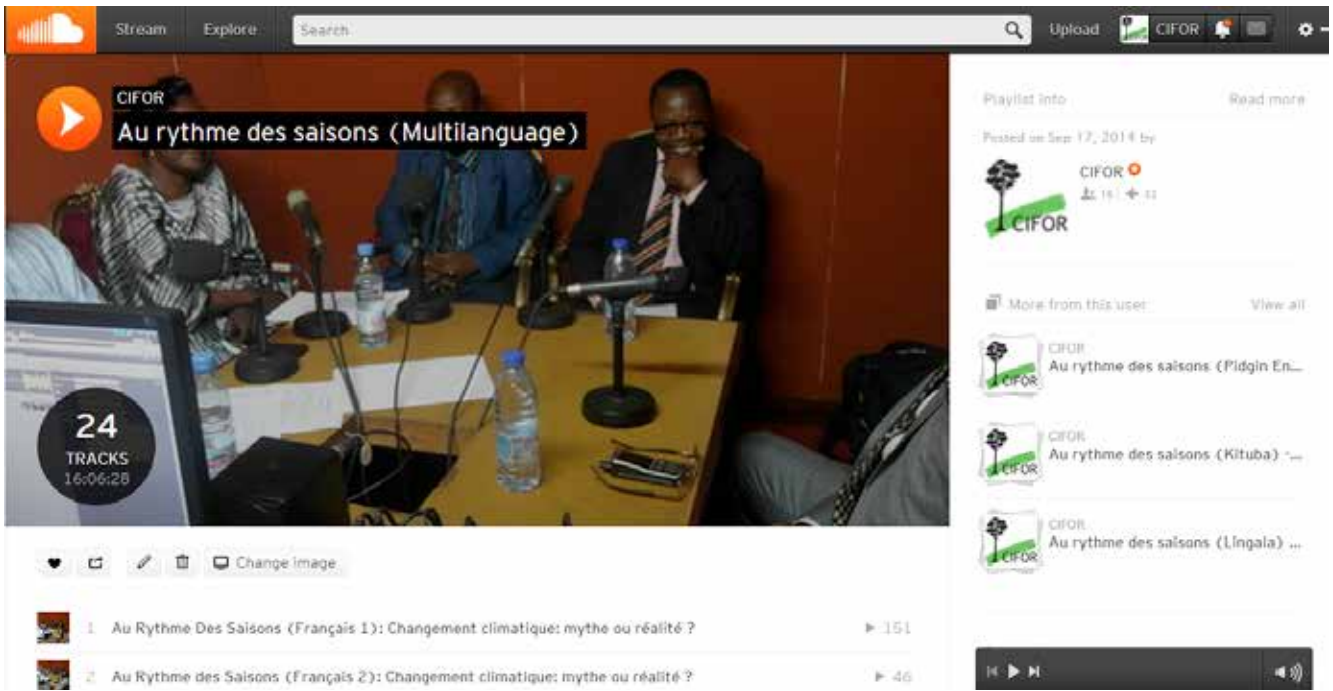 Stream Explore Search Upload CIFOR
CIFOR
Au rythme des saisons (Multilanguage)
24
TRACKS
16:06:28
Playlist info Read more
Posted on Sep 17, 2014 by
CIFOR
CIFOR
16
More from this user View all
CIFOR
Au rythme des saisons (Pidgin En...
CIFOR
CIFOR
Au rythme des saisons (Kituba) -...
CIFOR
CIFOR
Au rythme des saisons (Lingala) ...
CIFOR
Change image
1 Au Rythme Des Saisons (Français 1): Changement climatique: mythe ou réalité ? 151
2 Au Rythme des Saisons (Français 2): Changement climatique: mythe ou réalité ? 46